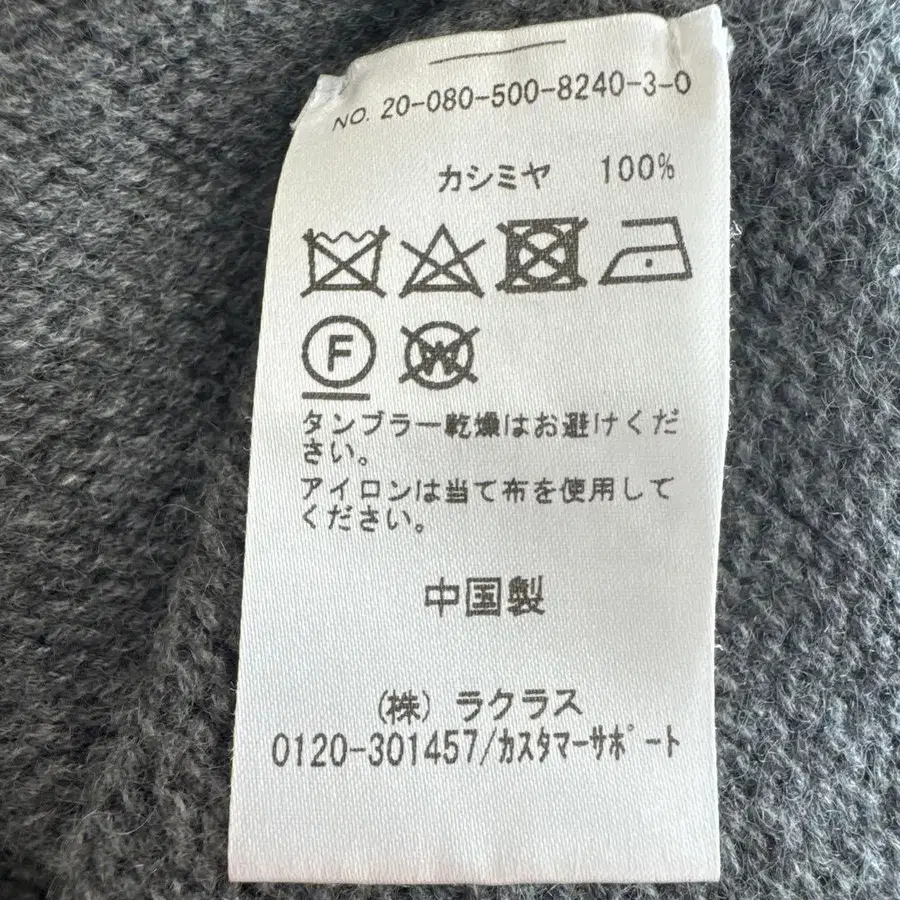 NO. 20-080-500-8240-3-0
カシミヤ 100%
F
W
タンブラー乾燥はお避けくだ
さい。
アイロンは当て布を使用して
ください。
中国製
(株) ラクラス
0120-301457/ｶｽﾀﾏｰｻﾎﾟｰﾄ